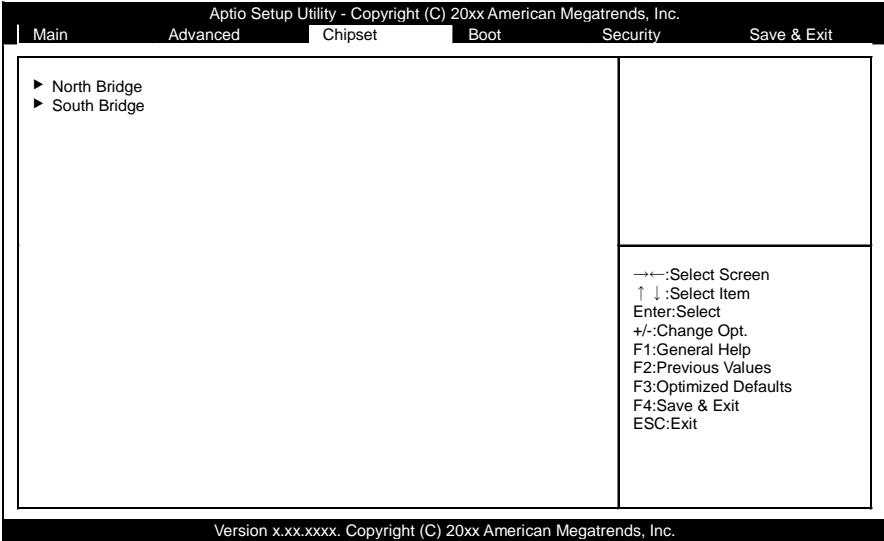 Aptio Setup Utility - Copyright (C) 20xx American Megatrends, Inc.
Main Advanced Chipset Boot Security Save & Exit
▶ North Bridge
▶ South Bridge
→←:Select Screen
↑↓:Select Item
Enter:Select
+/-:Change Opt.
F1:General Help
F2:Previous Values
F3:Optimized Defaults
F4:Save & Exit
ESC:Exit
Version x.xx.xxxx. Copyright (C) 20xx American Megatrends, Inc.